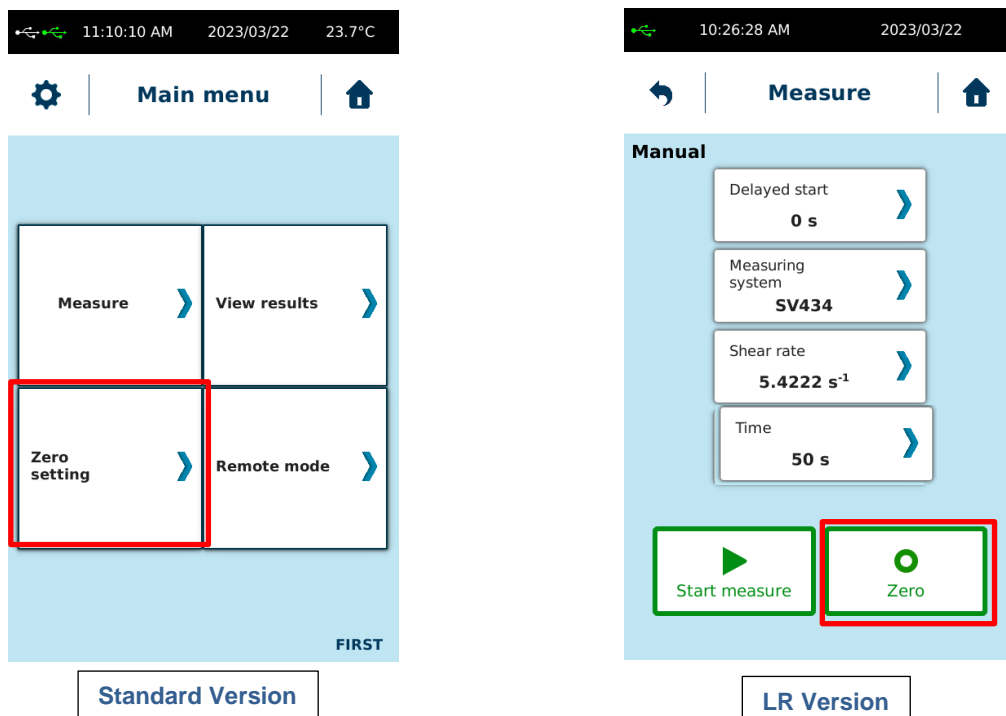 11:10:10 AM 2023/03/22 23.7°C
Main menu
Measure
View results
Zero
setting
Remote mode
FIRST
Standard Version
10:26:28 AM 2023/03/22
Measure
Manual
Delayed start
0 s
Measuring
system
SV434
Shear rate
5.4222 s⁻¹
Time
50 s
Start measure
Zero
LR Version